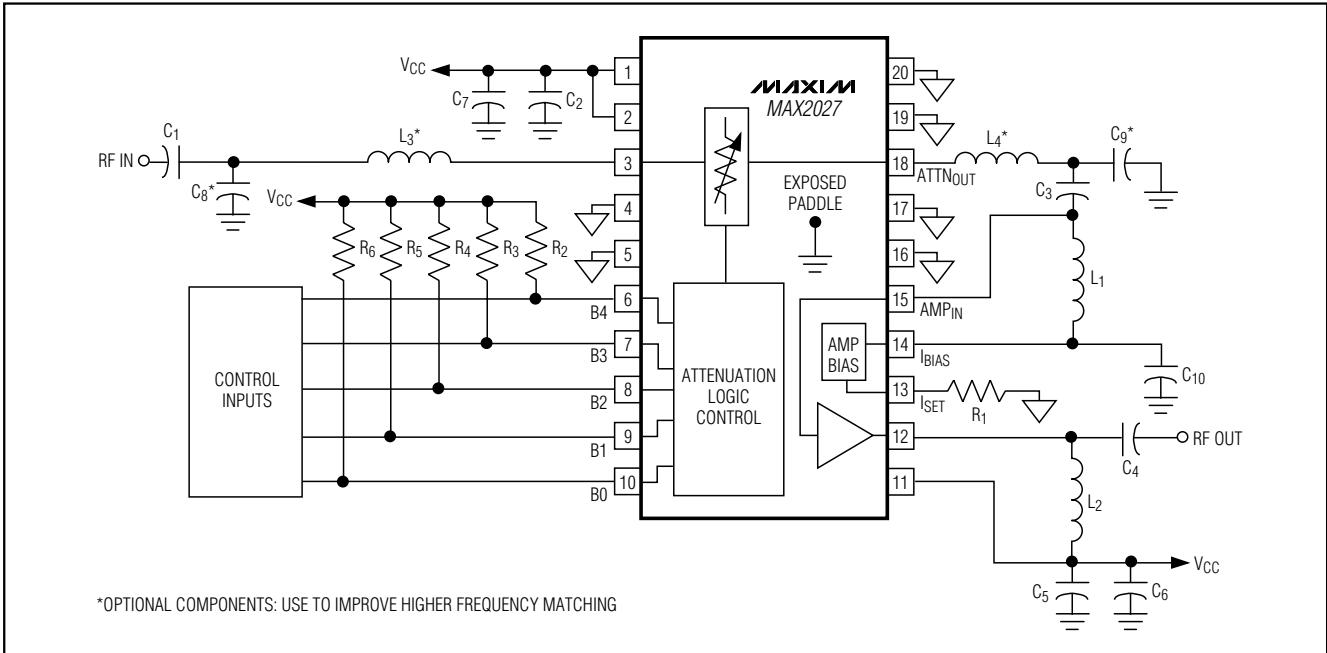 VCC
C7
C2
C1
RF IN
C8*
L3*
VCC
R6
R5
R4
R3
R2
CONTROL
INPUTS
1
2
3
4
5
6
7
8
9
10
B4
B3
B2
B1
B0
MAXIM
MAX2027
EXPOSED
PADDLE
ATTENUATION
LOGIC
CONTROL
AMP
BIAS
20
19
18
17
16
15
14
13
12
11
ATTNOUT
AMPIN
IBIAS
ISET
L4*
C9*
C3
L1
C10
R1
RF OUT
C4
L2
VCC
C5
C6
*OPTIONAL COMPONENTS: USE TO IMPROVE HIGHER FREQUENCY MATCHING